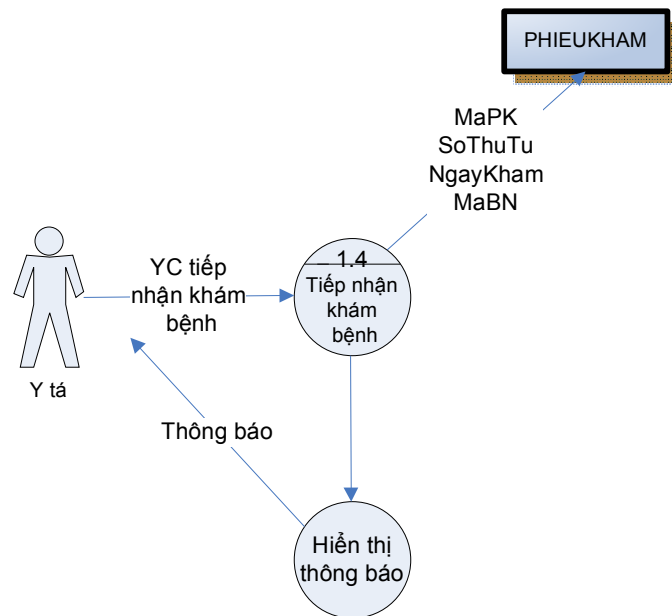 PHIEUKHAM
MaPK
SoThuTu
NgayKham
MaBN
YC tiếp
nhận khám
bệnh
1.4
Tiếp nhận
khám
bệnh
Y tá
Thông báo
Hiển thị
thông báo